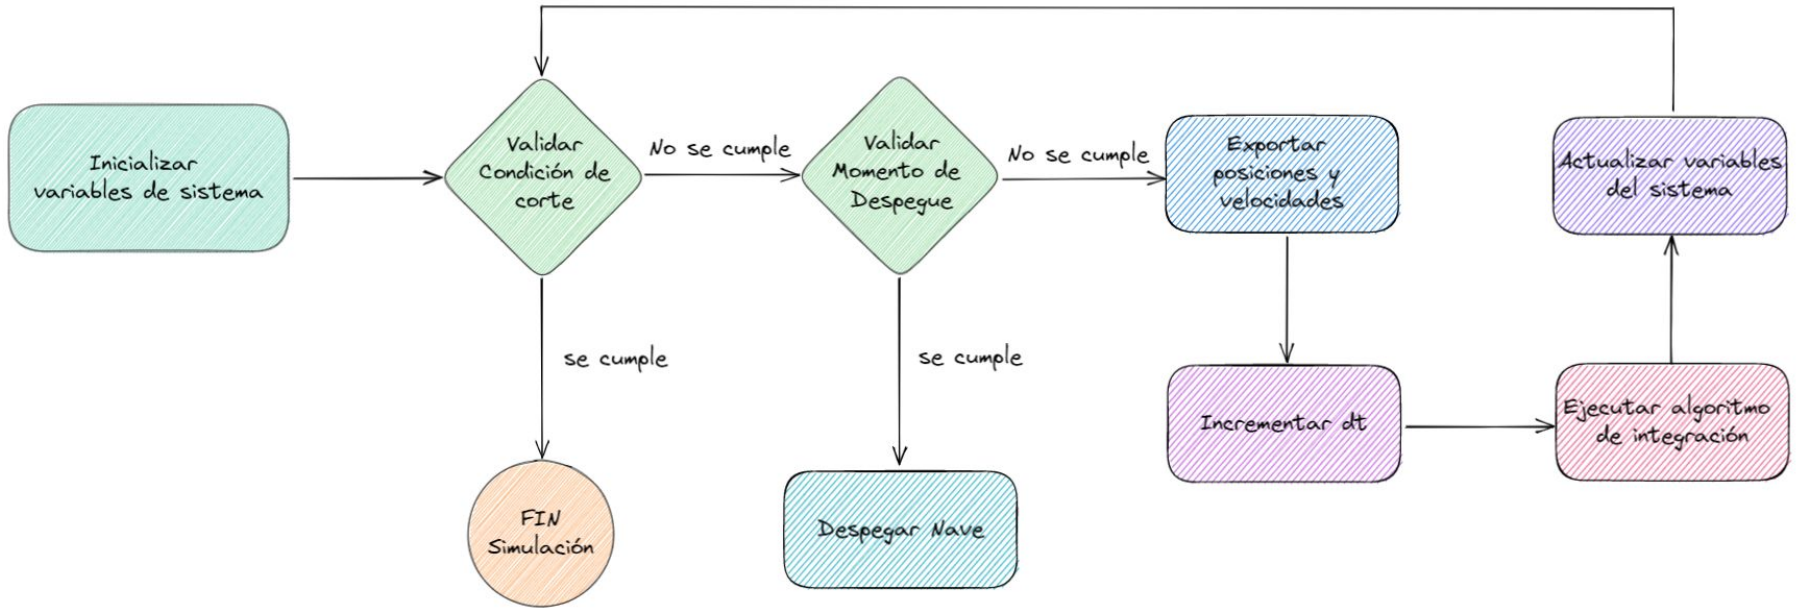 Inicializar
variables de sistema
Validar
Condición de
corte
No se cumple
Validar
Momento de
Despegue
No se cumple
Exportar
posiciones y
velocidades
Actualizar variables
del sistema
se cumple
se cumple
Incrementar dt
Ejecutar algoritmo
de integración
FIN
Simulación
Despegar Nave